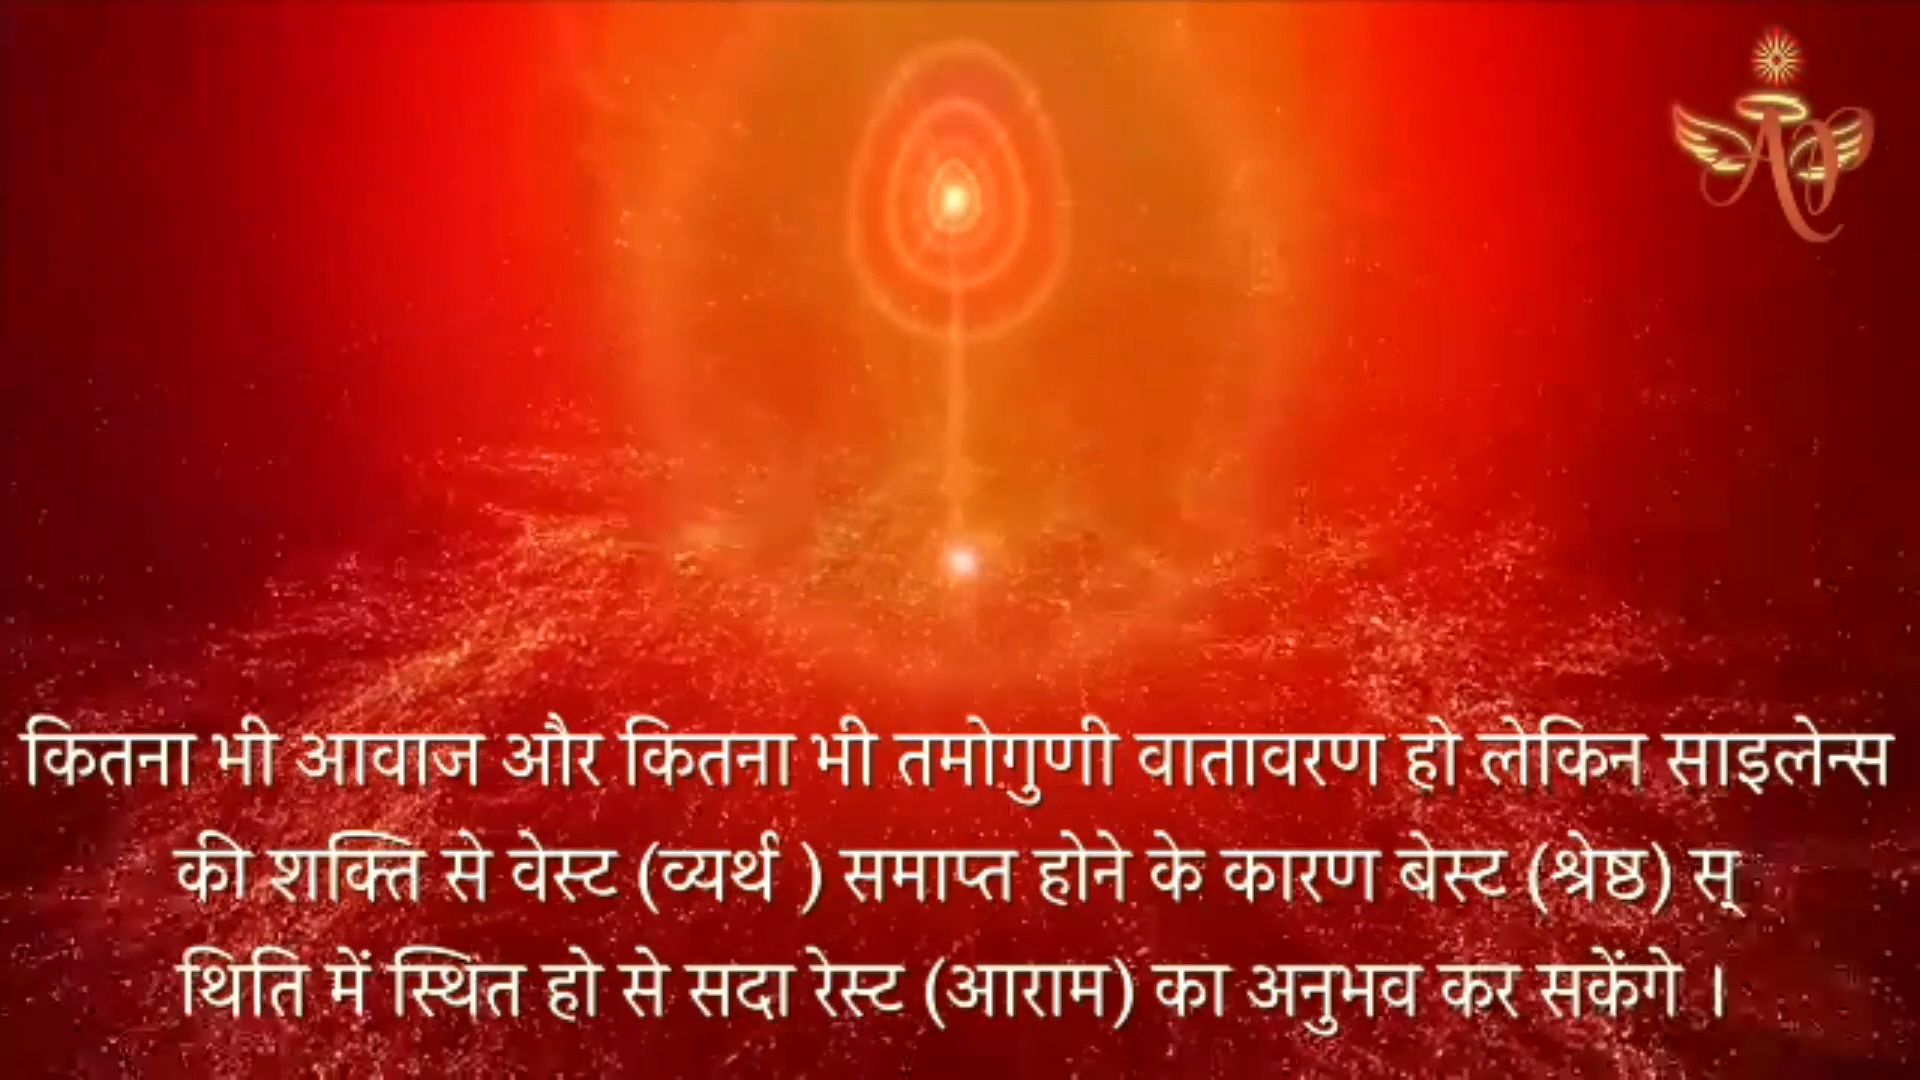 कितना भी आवाज और कितना भी तमोगुणी वातावरण हो लेकिन साइलेन्स
की शक्ति से वेस्ट (व्यर्थ ) समाप्त होने के कारण बेस्ट (श्रेष्ठ) स्
थिति में स्थित हो से सदा रेस्ट (आराम) का अनुभव कर सकेंगे ।